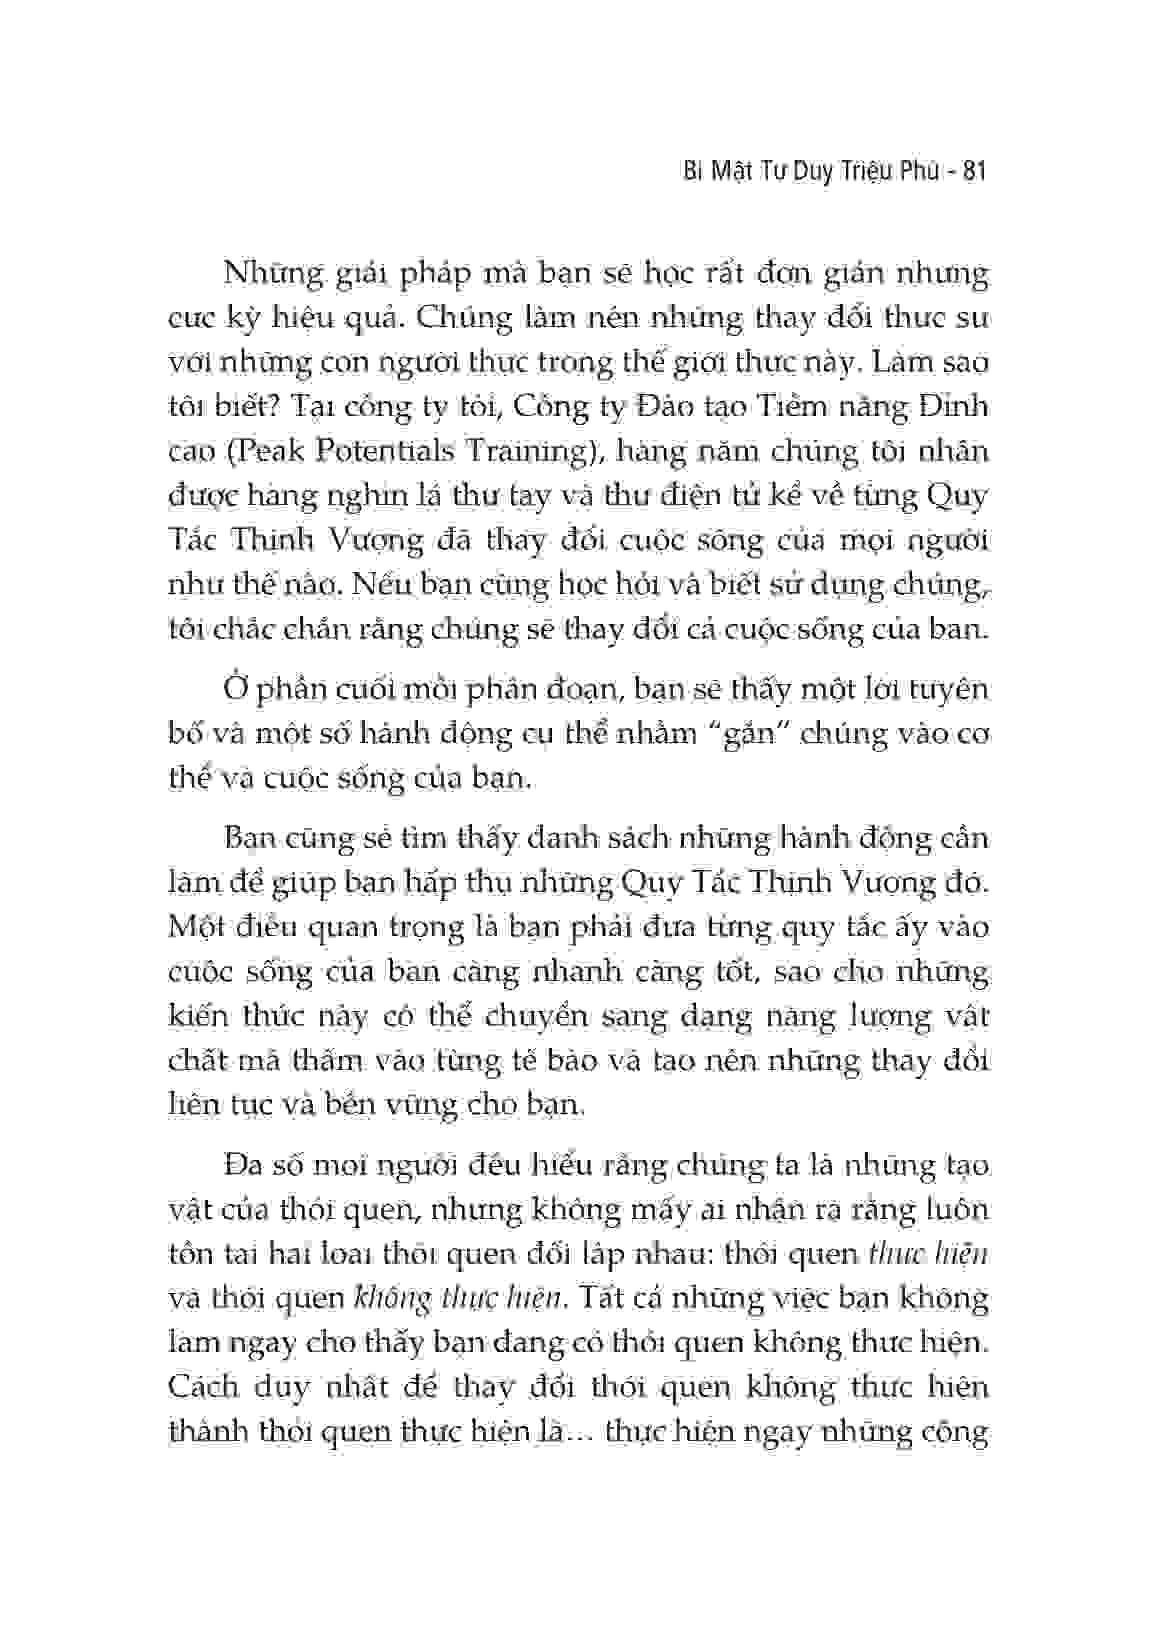 Bí Mật Tư Duy Triệu Phú - 81
Những giải pháp mà bạn sẽ học rất đơn giản nhưng
cực kỳ hiệu quả. Chúng làm nên những thay đổi thực sự
với những con người thực trong thế giới thực này. Làm sao
tôi biết? Tại công ty tôi, Công ty Đào tạo Tiềm năng Đỉnh
cao (Peak Potentials Training), hàng năm chúng tôi nhận
được hàng nghìn lá thư tay và thư điện tử kể về từng Quy
Tắc Thịnh Vượng đã thay đổi cuộc sống của mọi người
như thế nào. Nếu bạn cũng học hỏi và biết sử dụng chúng,
tôi chắc chắn rằng chúng sẽ thay đổi cả cuộc sống của bạn.
Ở phần cuối mỗi phân đoạn, bạn sẽ thấy một lời tuyên
bố và một số hành động cụ thể nhằm “gắn” chúng vào cơ
thể và cuộc sống của bạn.
Bạn cũng sẽ tìm thấy danh sách những hành động cần
làm để giúp bạn hấp thụ những Quy Tắc Thịnh Vượng đó.
Một điều quan trọng là bạn phải đưa từng quy tắc ấy vào
cuộc sống của bạn càng nhanh càng tốt, sao cho những
kiến thức này có thể chuyển sang dạng năng lượng vật
chất mà thấm vào từng tế bào và tạo nên những thay đổi
liên tục và bền vững cho bạn.
Đa số mọi người đều hiểu rằng chúng ta là những tạo
vật của thói quen, nhưng không mấy ai nhận ra rằng luôn
tồn tại hai loại thói quen đối lập nhau: thói quen thực hiện
và thói quen không thực hiện. Tất cả những việc bạn không
làm ngay cho thấy bạn đang có thói quen không thực hiện.
Cách duy nhất để thay đổi thói quen không thực hiện
thành thói quen thực hiện là… thực hiện ngay những công